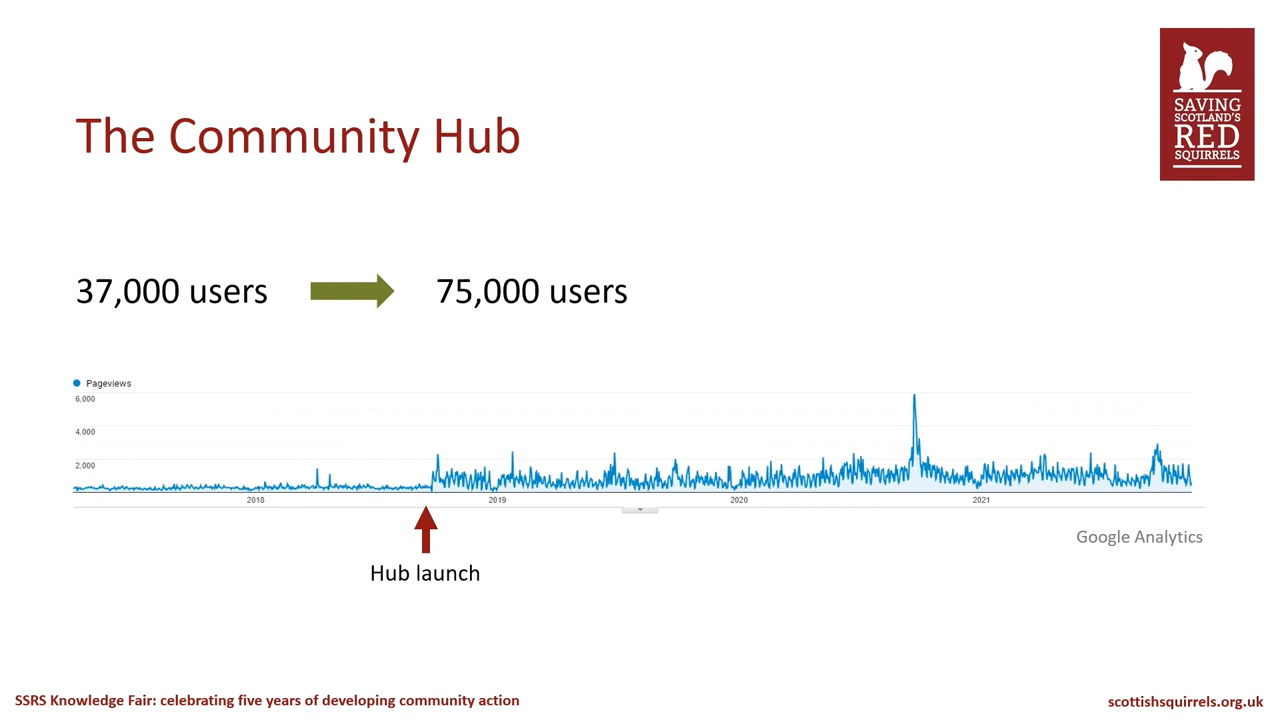 The Community Hub
SAVING
SCOTLAND'S
RED
SQUIRRELS
37,000 users
75,000 users
Pageviews
6,000
4,000
2,000
2018
2019
2020
2021
Google Analytics
Hub launch
SSRS Knowledge Fair: celebrating five years of developing community action
scottishsquirrels.org.uk